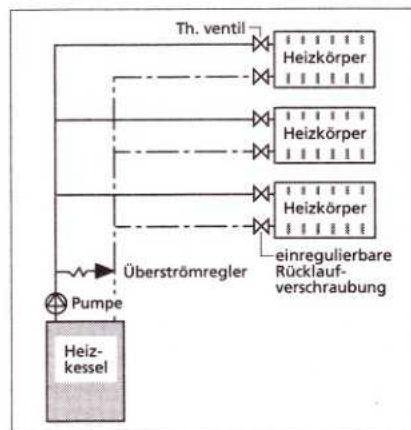 Th. ventil
Heizkörper
Heizkörper
Heizkörper
einregulierbare
Rücklauf-
verschraubung
Überströmregler
Pumpe
Heiz-
kessel